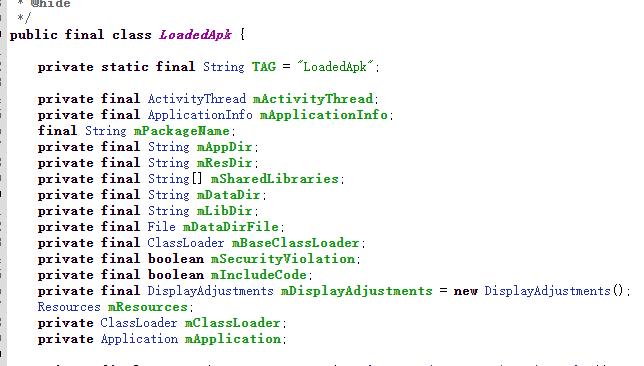 * @hide
*/
public final class LoadedApk {
private static final String TAG = "LoadedApk";
private final ActivityThread mActivityThread;
private final ApplicationInfo mApplicationInfo;
final String mPackageName;
private final String mAppDir;
private final String mResDir;
private final String[] mSharedLibraries;
private final String mDataDir;
private final String mLibDir;
private final File mDataDirFile;
private final ClassLoader mBaseClassLoader;
private final boolean mSecurityViolation;
private final boolean mIncludeCode;
private final DisplayAdjustments mDisplayAdjustments = new DisplayAdjustments();
Resources mResources;
private ClassLoader mClassLoader;
private Application mApplication;